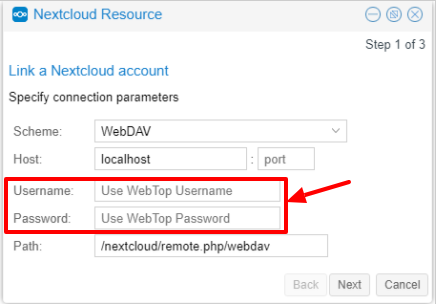 Nextcloud Resource
Step 1 of 3
Link a Nextcloud account
Specify connection parameters
Scheme: WebDAV
Host: localhost : port
Username: Use WebTop Username
Password: Use WebTop Password
Path: /nextcloud/remote.php/webdav
Back Next Cancel